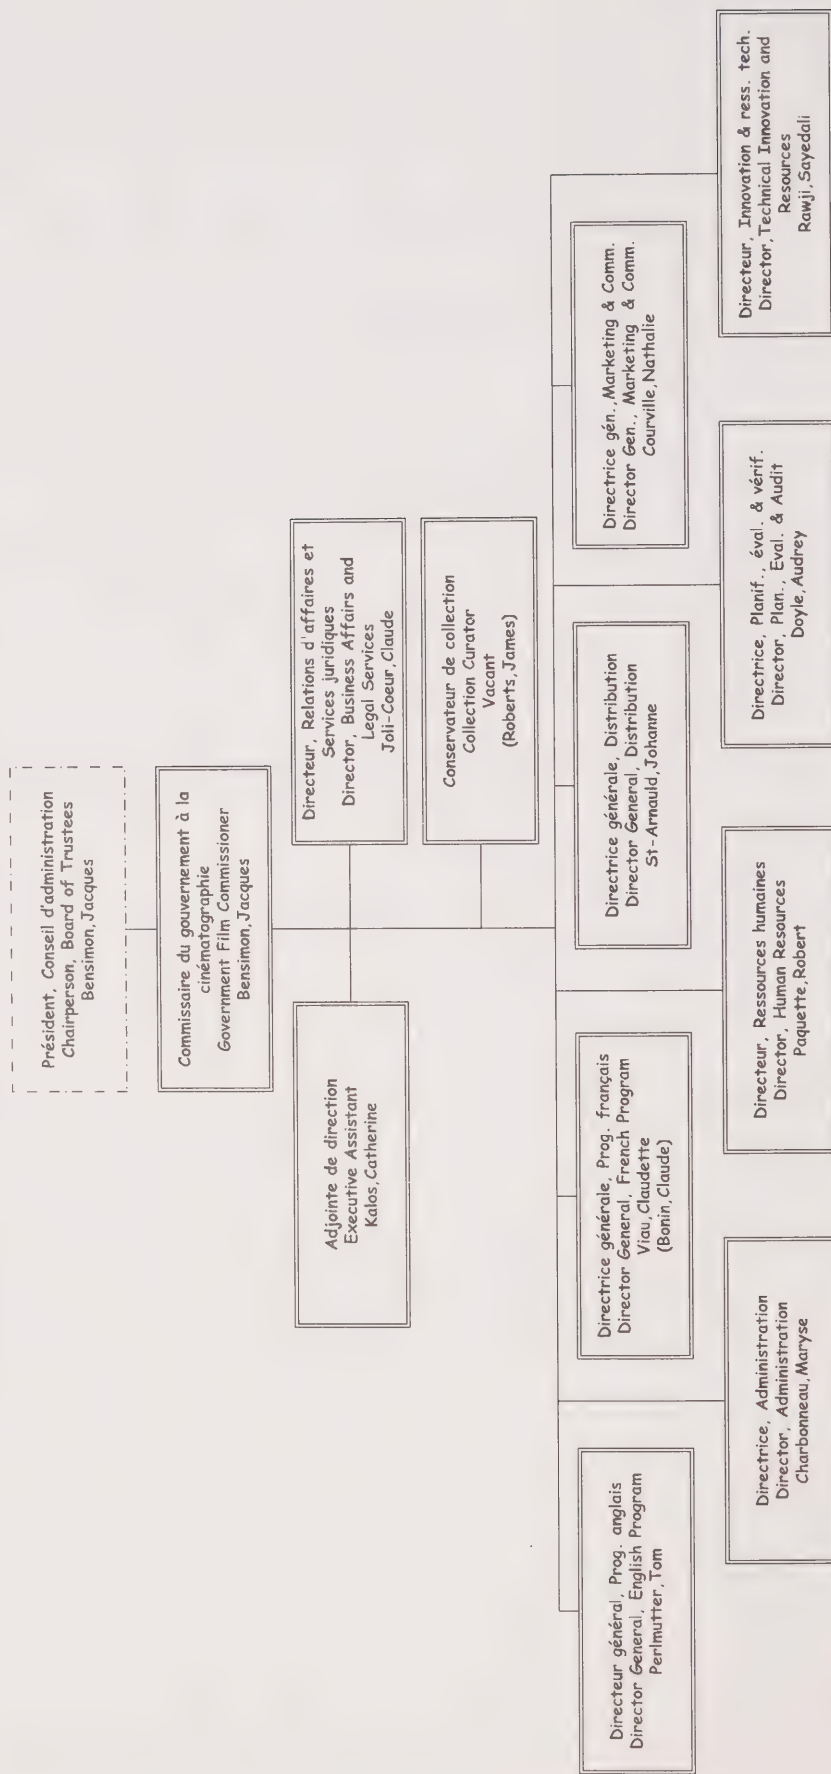 Président, Conseil d'administration
Chairperson, Board of Trustees
Bensimon,Jacques
Commissaire du gouvernement à la
cinématographie
Government Film Commissioner
Bensimon,Jacques
Adjointe de direction
Executive Assistant
Kalos,Catherine
Directeur, Relations d'affaires et
Services juridiques
Director, Business Affairs and
Legal Services
Joli-Coeur,Claude
Conservateur de collection
Collection Curator
Vacant
(Roberts,James)
Directeur général, Prog. anglais
Director General, English Program
Perlmutter,Tom
Directrice générale, Prog. français
Director General, French Program
Viau,Claudette
(Bonin,Claude)
Directrice générale, Distribution
Director General, Distribution
St-Arnauld,Johanne
Directrice gén.,Marketing & Comm.
Director Gen., Marketing & Comm.
Courville,Nathalie
Directrice, Administration
Director, Administration
Charbonneau,Maryse
Directeur, Ressources humaines
Director, Human Resources
Paquette,Robert
Directrice, Planif., éval. & vérif.
Director, Plan., Eval. & Audit
Doyle,Audrey
Directeur, Innovation & ress. tech.
Director,Technical Innovation and
Resources
Rawji,Sayedali